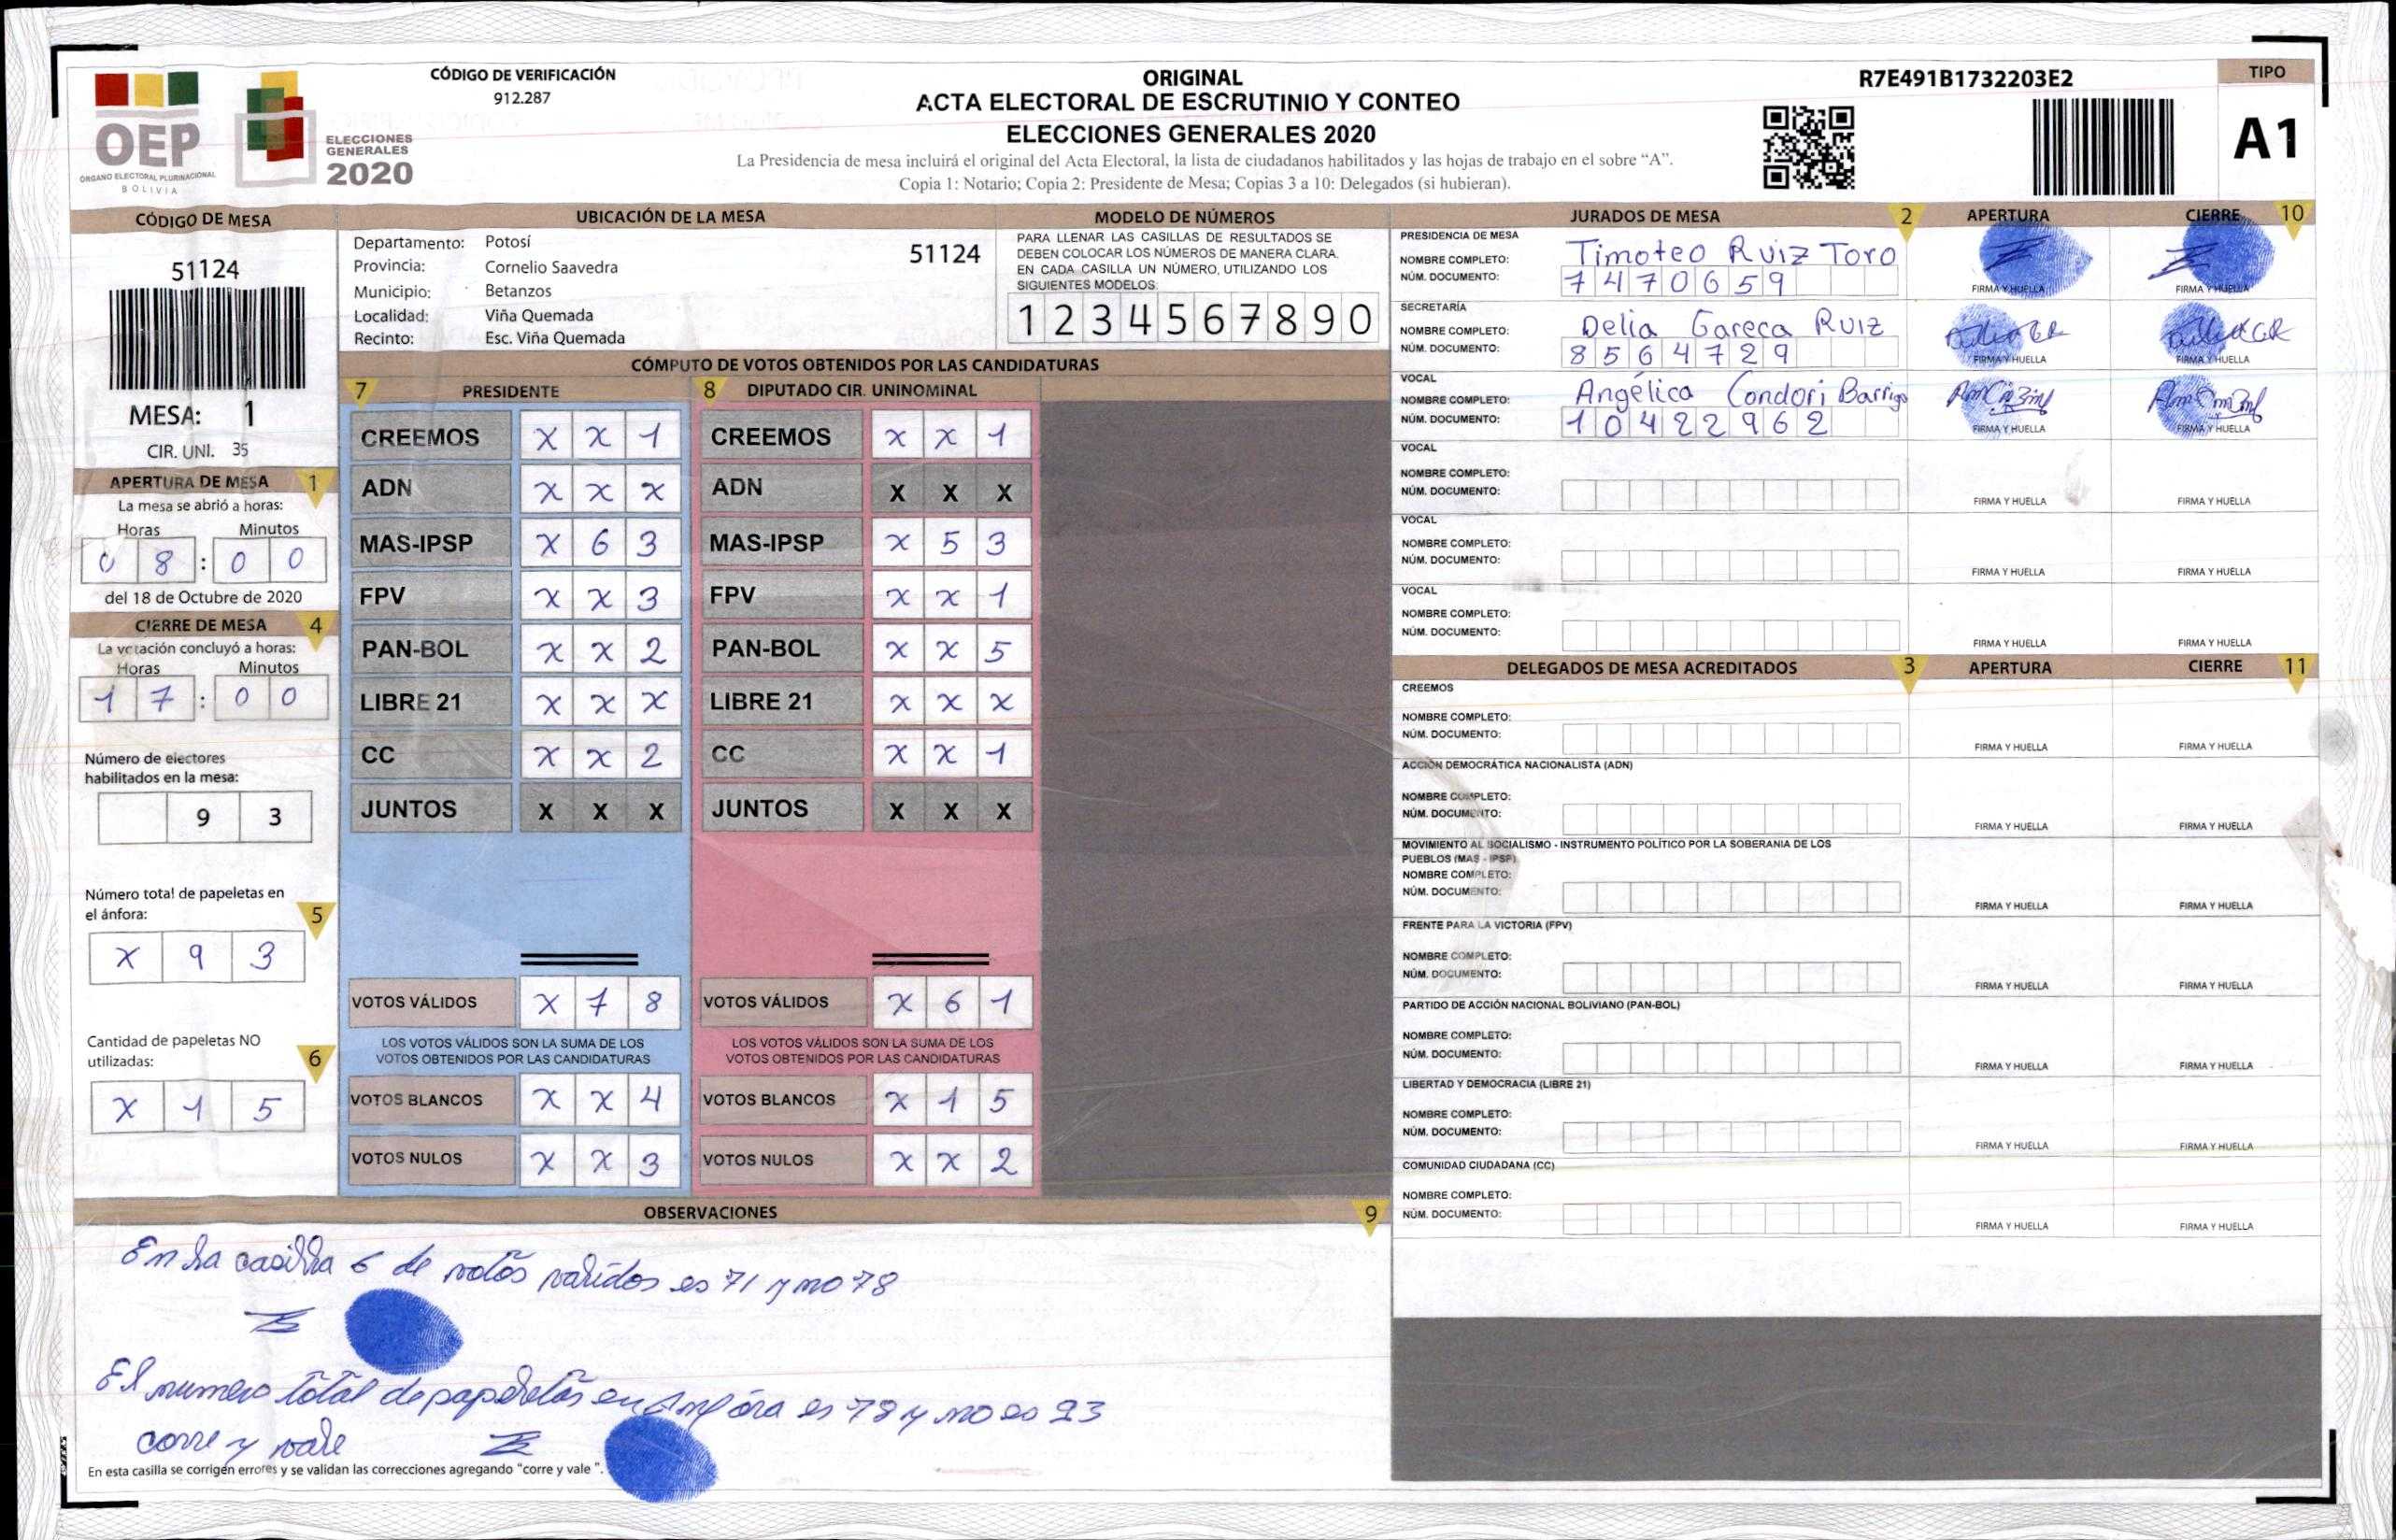 CÓDIGO DE VERIFICACIÓN
912.287
ORIGINAL
ACTA ELECTORAL DE ESCRUTINIO Y CONTEO
ELECCIONES GENERALES 2020
La Presidencia de mesa incluirá el original del Acta Electoral, la lista de ciudadanos habilitados y las hojas de trabajo en el sobre “A”.
Copia 1: Notario; Copia 2: Presidente de Mesa; Copias 3 a 10: Delegados (si hubieran).
R7E491B1732203E2
TIPO
A1
OEP
ÓRGANO ELECTORAL PLURINACIONAL
BOLIVIA
ELECCIONES
GENERALES
2020
CÓDIGO DE MESA
51124
MESA: 1
CIR. UNI. 35
APERTURA DE MESA 1
La mesa se abrió a horas:
Horas Minutos
0 8 : 0 0
del 18 de Octubre de 2020
CIERRE DE MESA 4
La votación concluyó a horas:
Horas Minutos
1 7 : 0 0
Número de electores
habilitados en la mesa:
9 3
Número total de papeletas en
el ánfora: 5
X 9 3
Cantidad de papeletas NO
utilizadas: 6
X 1 5
UBICACIÓN DE LA MESA
Departamento: Potosí 51124
Provincia: Cornelio Saavedra
Municipio: Betanzos
Localidad: Viña Quemada
Recinto: Esc. Viña Quemada
MODELO DE NÚMEROS
PARA LLENAR LAS CASILLAS DE RESULTADOS SE
DEBEN COLOCAR LOS NÚMEROS DE MANERA CLARA.
EN CADA CASILLA UN NÚMERO, UTILIZANDO LOS
SIGUIENTES MODELOS:
1 2 3 4 5 6 7 8 9 0
CÓMPUTO DE VOTOS OBTENIDOS POR LAS CANDIDATURAS
7 PRESIDENTE
CREEMOS X X 1
ADN X X X
MAS-IPSP X 6 3
FPV X X 3
PAN-BOL X X 2
LIBRE 21 X X X
CC X X 2
JUNTOS X X X
VOTOS VÁLIDOS X 7 8
LOS VOTOS VÁLIDOS SON LA SUMA DE LOS
VOTOS OBTENIDOS POR LAS CANDIDATURAS
VOTOS BLANCOS X X 4
VOTOS NULOS X X 3
8 DIPUTADO CIR. UNINOMINAL
CREEMOS X X 1
ADN X X X
MAS-IPSP X 5 3
FPV X X 1
PAN-BOL X X 5
LIBRE 21 X X X
CC X X 1
JUNTOS X X X
VOTOS VÁLIDOS X 6 1
LOS VOTOS VÁLIDOS SON LA SUMA DE LOS
VOTOS OBTENIDOS POR LAS CANDIDATURAS
VOTOS BLANCOS X 1 5
VOTOS NULOS X X 2
OBSERVACIONES 9
En la casilla 6 de votos validos es 71 y no 78
El numero total de papeletas en Anfora es 78 y no es 93
corre y vale
En esta casilla se corrigen errores y se validan las correcciones agregando "corre y vale ".
JURADOS DE MESA 2 APERTURA CIERRE 10
PRESIDENCIA DE MESA
NOMBRE COMPLETO: Timoteo Ruiz Toro
NÚM. DOCUMENTO: 7470659
FIRMA Y HUELLA FIRMA Y HUELLA
SECRETARÍA
NOMBRE COMPLETO: Delia Gareca Ruiz
NÚM. DOCUMENTO: 8564729
FIRMA Y HUELLA FIRMA Y HUELLA
VOCAL
NOMBRE COMPLETO: Angélica Condori Barriga
NÚM. DOCUMENTO: 10422962
FIRMA Y HUELLA FIRMA Y HUELLA
VOCAL
NOMBRE COMPLETO:
NÚM. DOCUMENTO:
FIRMA Y HUELLA FIRMA Y HUELLA
VOCAL
NOMBRE COMPLETO:
NÚM. DOCUMENTO:
FIRMA Y HUELLA FIRMA Y HUELLA
VOCAL
NOMBRE COMPLETO:
NÚM. DOCUMENTO:
FIRMA Y HUELLA FIRMA Y HUELLA
DELEGADOS DE MESA ACREDITADOS 3 APERTURA CIERRE 11
CREEMOS
NOMBRE COMPLETO:
NÚM. DOCUMENTO:
FIRMA Y HUELLA FIRMA Y HUELLA
ACCIÓN DEMOCRÁTICA NACIONALISTA (ADN)
NOMBRE COMPLETO:
NÚM. DOCUMENTO:
FIRMA Y HUELLA FIRMA Y HUELLA
MOVIMIENTO AL SOCIALISMO - INSTRUMENTO POLÍTICO POR LA SOBERANIA DE LOS
PUEBLOS (MAS - IPSP)
NOMBRE COMPLETO:
NÚM. DOCUMENTO:
FIRMA Y HUELLA FIRMA Y HUELLA
FRENTE PARA LA VICTORIA (FPV)
NOMBRE COMPLETO:
NÚM. DOCUMENTO:
FIRMA Y HUELLA FIRMA Y HUELLA
PARTIDO DE ACCIÓN NACIONAL BOLIVIANO (PAN-BOL)
NOMBRE COMPLETO:
NÚM. DOCUMENTO:
FIRMA Y HUELLA FIRMA Y HUELLA
LIBERTAD Y DEMOCRACIA (LIBRE 21)
NOMBRE COMPLETO:
NÚM. DOCUMENTO:
FIRMA Y HUELLA FIRMA Y HUELLA
COMUNIDAD CIUDADANA (CC)
NOMBRE COMPLETO:
NÚM. DOCUMENTO:
FIRMA Y HUELLA FIRMA Y HUELLA